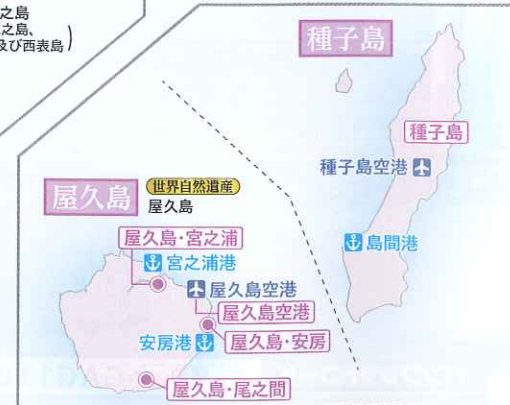 之島
之島、
及び西表島)
種子島
種子島
種子島空港
島間港
屋久島
世界自然遺産
屋久島
屋久島・宮之浦
宮之浦港
屋久島空港
屋久島空港
安房港
屋久島・安房
屋久島・尾之間